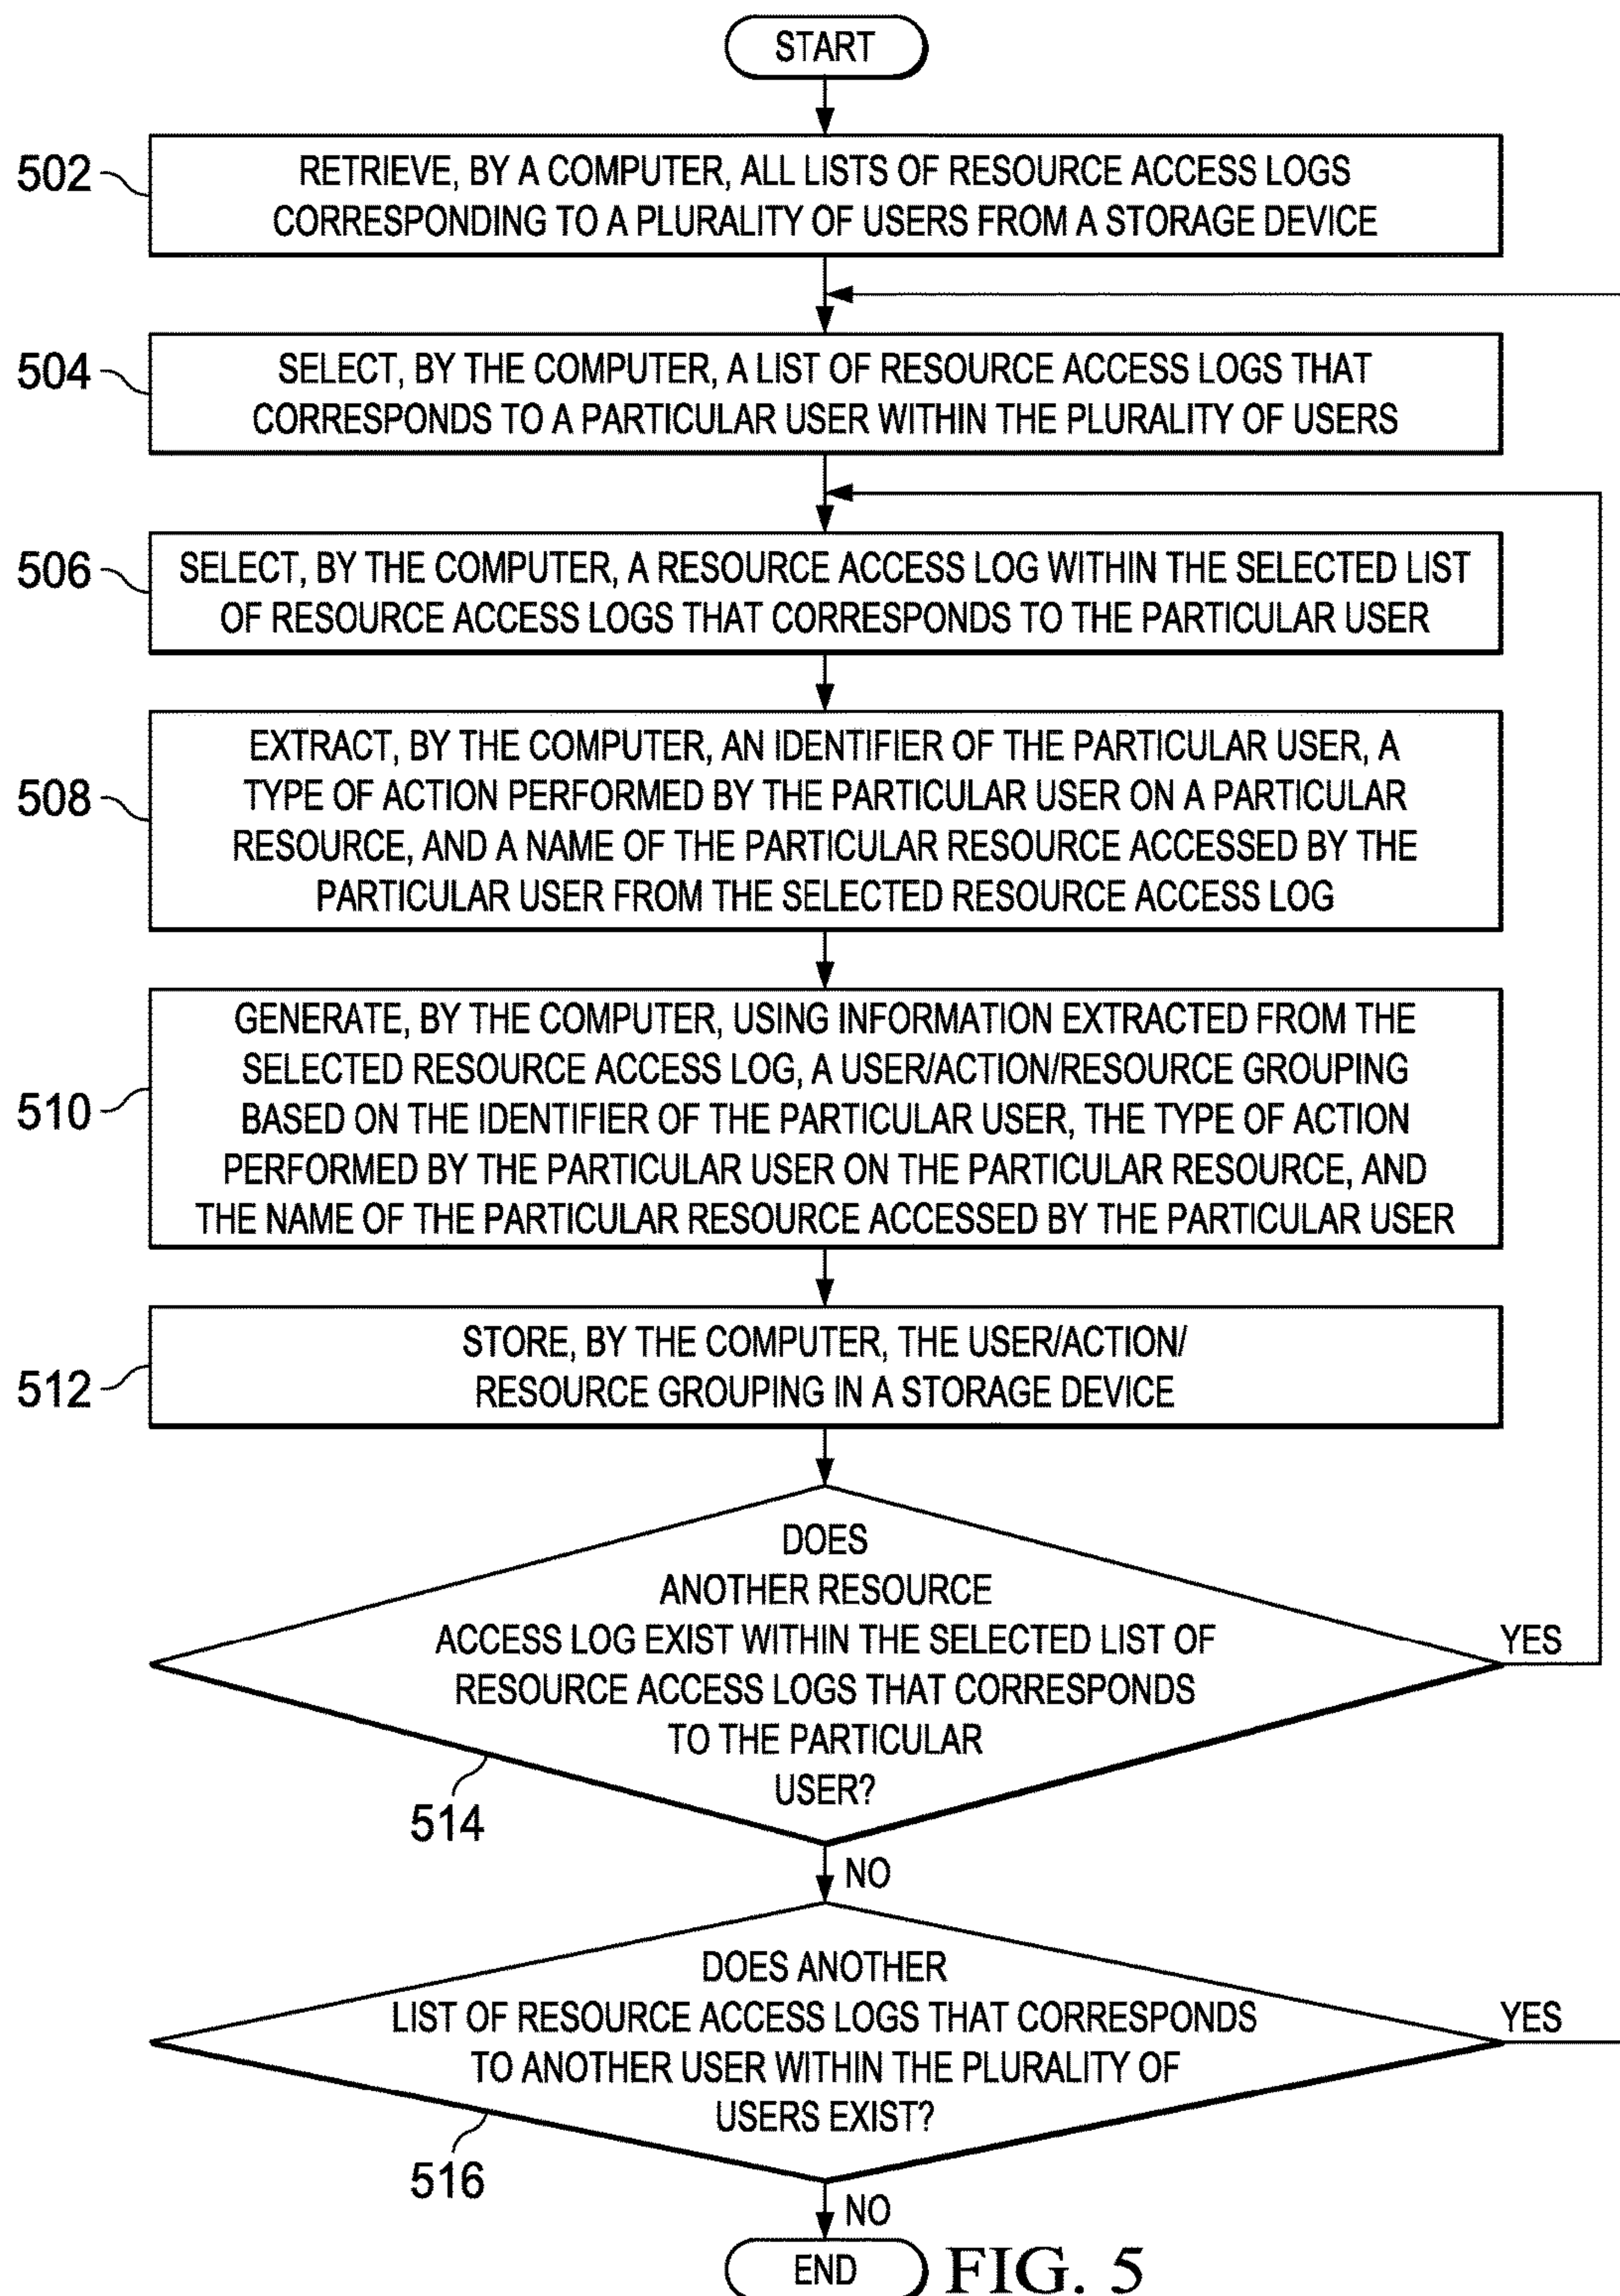 START
502
RETRIEVE, BY A COMPUTER, ALL LISTS OF RESOURCE ACCESS LOGS
CORRESPONDING TO A PLURALITY OF USERS FROM A STORAGE DEVICE
504
SELECT, BY THE COMPUTER, A LIST OF RESOURCE ACCESS LOGS THAT
CORRESPONDS TO A PARTICULAR USER WITHIN THE PLURALITY OF USERS
506
SELECT, BY THE COMPUTER, A RESOURCE ACCESS LOG WITHIN THE SELECTED LIST
OF RESOURCE ACCESS LOGS THAT CORRESPONDS TO THE PARTICULAR USER
508
EXTRACT, BY THE COMPUTER, AN IDENTIFIER OF THE PARTICULAR USER, A
TYPE OF ACTION PERFORMED BY THE PARTICULAR USER ON A PARTICULAR
RESOURCE, AND A NAME OF THE PARTICULAR RESOURCE ACCESSED BY THE
PARTICULAR USER FROM THE SELECTED RESOURCE ACCESS LOG
510
GENERATE, BY THE COMPUTER, USING INFORMATION EXTRACTED FROM THE
SELECTED RESOURCE ACCESS LOG, A USER/ACTION/RESOURCE GROUPING
BASED ON THE IDENTIFIER OF THE PARTICULAR USER, THE TYPE OF ACTION
PERFORMED BY THE PARTICULAR USER ON THE PARTICULAR RESOURCE, AND
THE NAME OF THE PARTICULAR RESOURCE ACCESSED BY THE PARTICULAR USER
512
STORE, BY THE COMPUTER, THE USER/ACTION/
RESOURCE GROUPING IN A STORAGE DEVICE
DOES
ANOTHER RESOURCE
ACCESS LOG EXIST WITHIN THE SELECTED LIST OF
RESOURCE ACCESS LOGS THAT CORRESPONDS
TO THE PARTICULAR
USER?
YES
514
NO
DOES ANOTHER
LIST OF RESOURCE ACCESS LOGS THAT CORRESPONDS
TO ANOTHER USER WITHIN THE PLURALITY OF
USERS EXIST?
YES
516
NO
END
FIG. 5